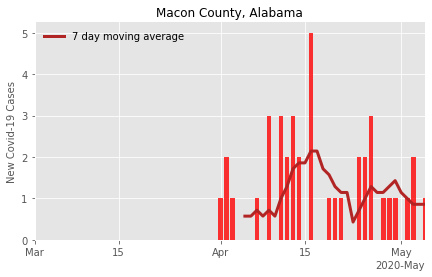 Macon County, Alabama
7 day moving average
New Covid-19 Cases
5
4
3
2
1
0
Mar
15
Apr
15
May
2020-May